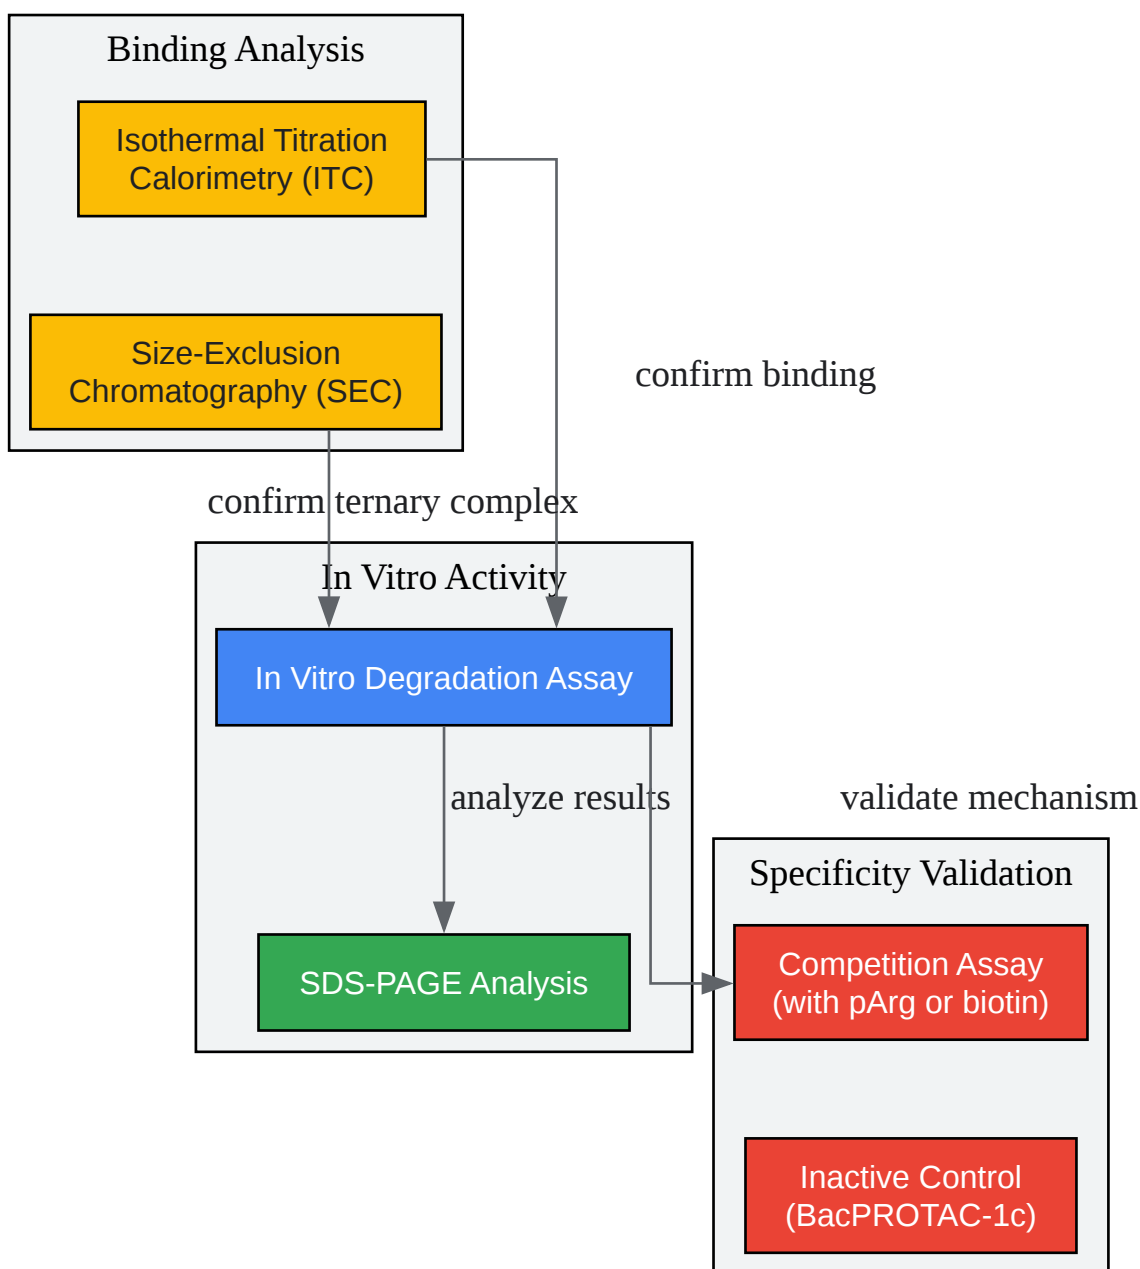 Binding Analysis
Isothermal Titration
Calorimetry (ITC)
Size-Exclusion
Chromatography (SEC)
confirm binding
confirm ternary complex
In Vitro Activity
In Vitro Degradation Assay
analyze results
validate mechanism
Specificity Validation
Competition Assay
(with pArg or biotin)
SDS-PAGE Analysis
Inactive Control
(BacPROTAC-1c)